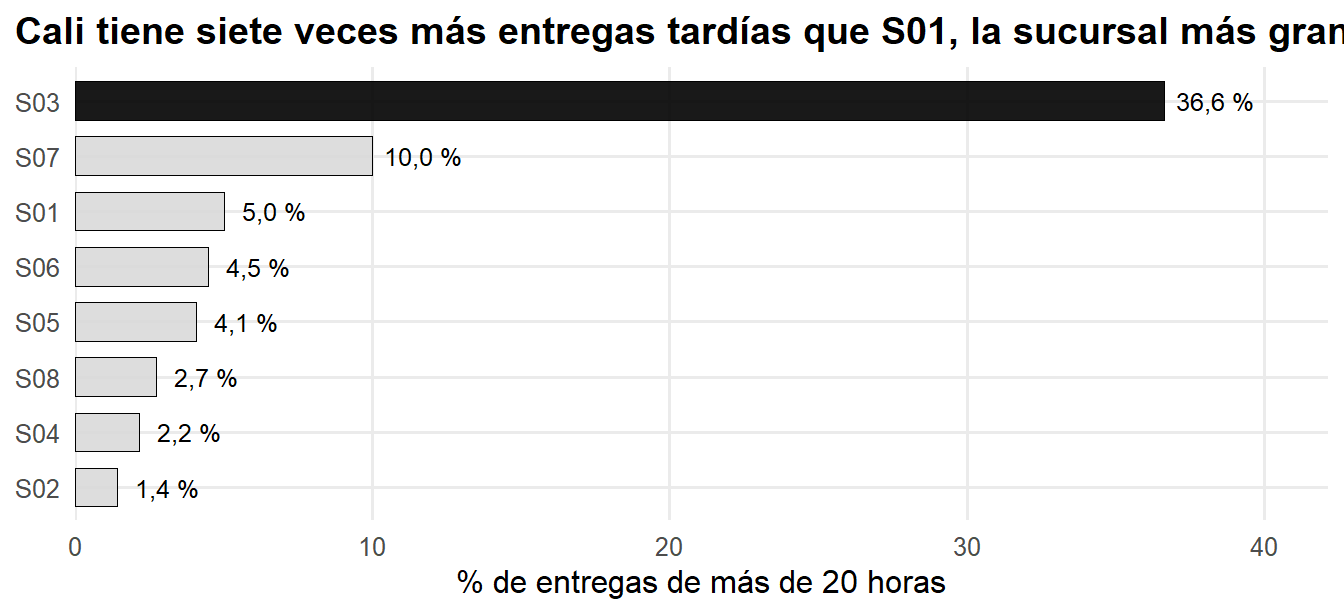 Cali tiene siete veces más entregas tardías que S01, la sucursal más gran
S03 36,6 %
S07 10,0 %
S01 5,0 %
S06 4,5 %
S05 4,1 %
S08 2,7 %
S04 2,2 %
S02 1,4 %
0 10 20 30 40
% de entregas de más de 20 horas